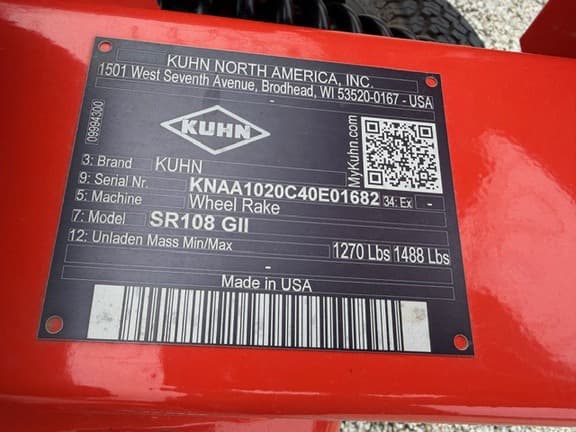 KUHN NORTH AMERICA, INC.
1501 West Seventh Avenue, Brodhead, WI 53520-0167 - USA
09994300
KUHN
MyKuhn.com
3: Brand KUHN
9: Serial Nr. KNAA1020C40E01682 34: Ex -
5: Machine Wheel Rake
7: Model SR108 GII
12: Unladen Mass Min/Max 1270 Lbs 1488 Lbs
-
Made in USA